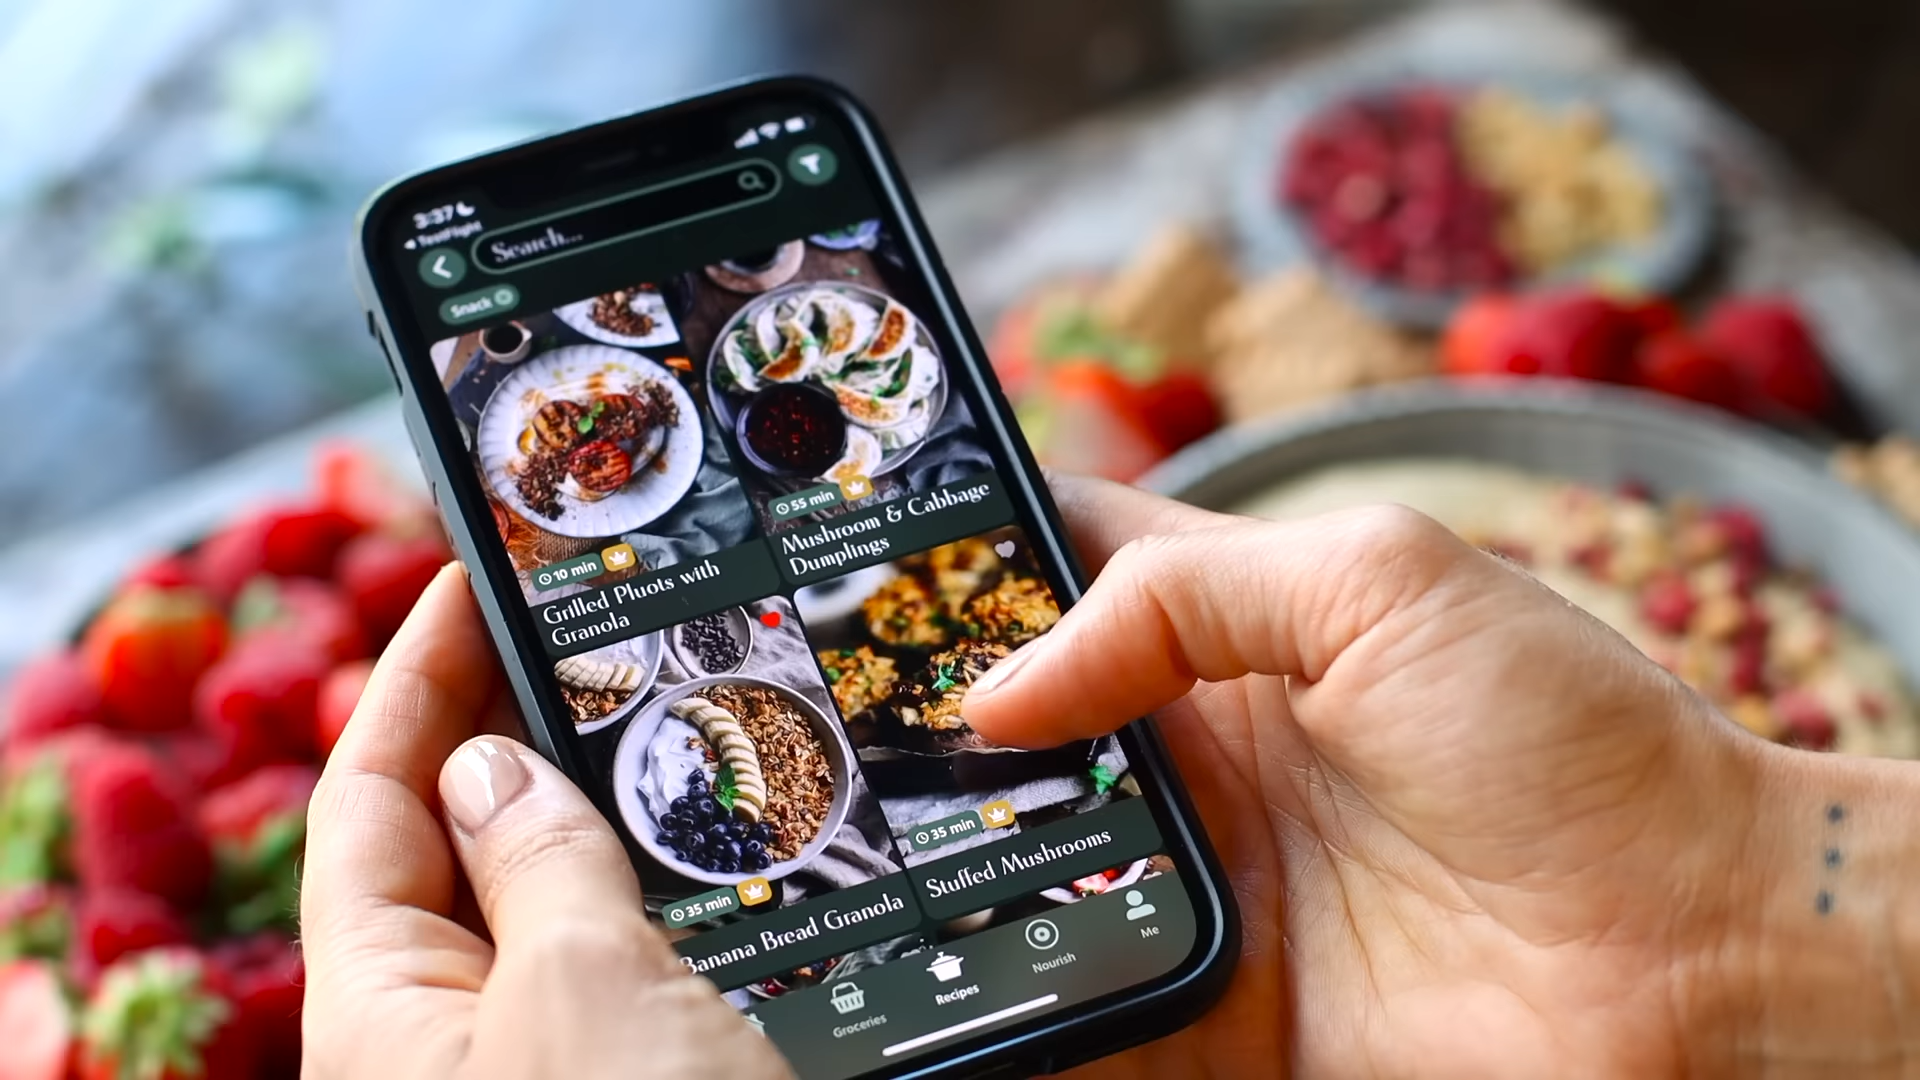 3:37
TestFlight
Search...
Snack
10 min
Grilled Pluots with
Granola
55 min
Mushroom & Cabbage
Dumplings
35 min
Banana Bread Granola
35 min
Stuffed Mushrooms
Groceries
Recipes
Nourish
Me